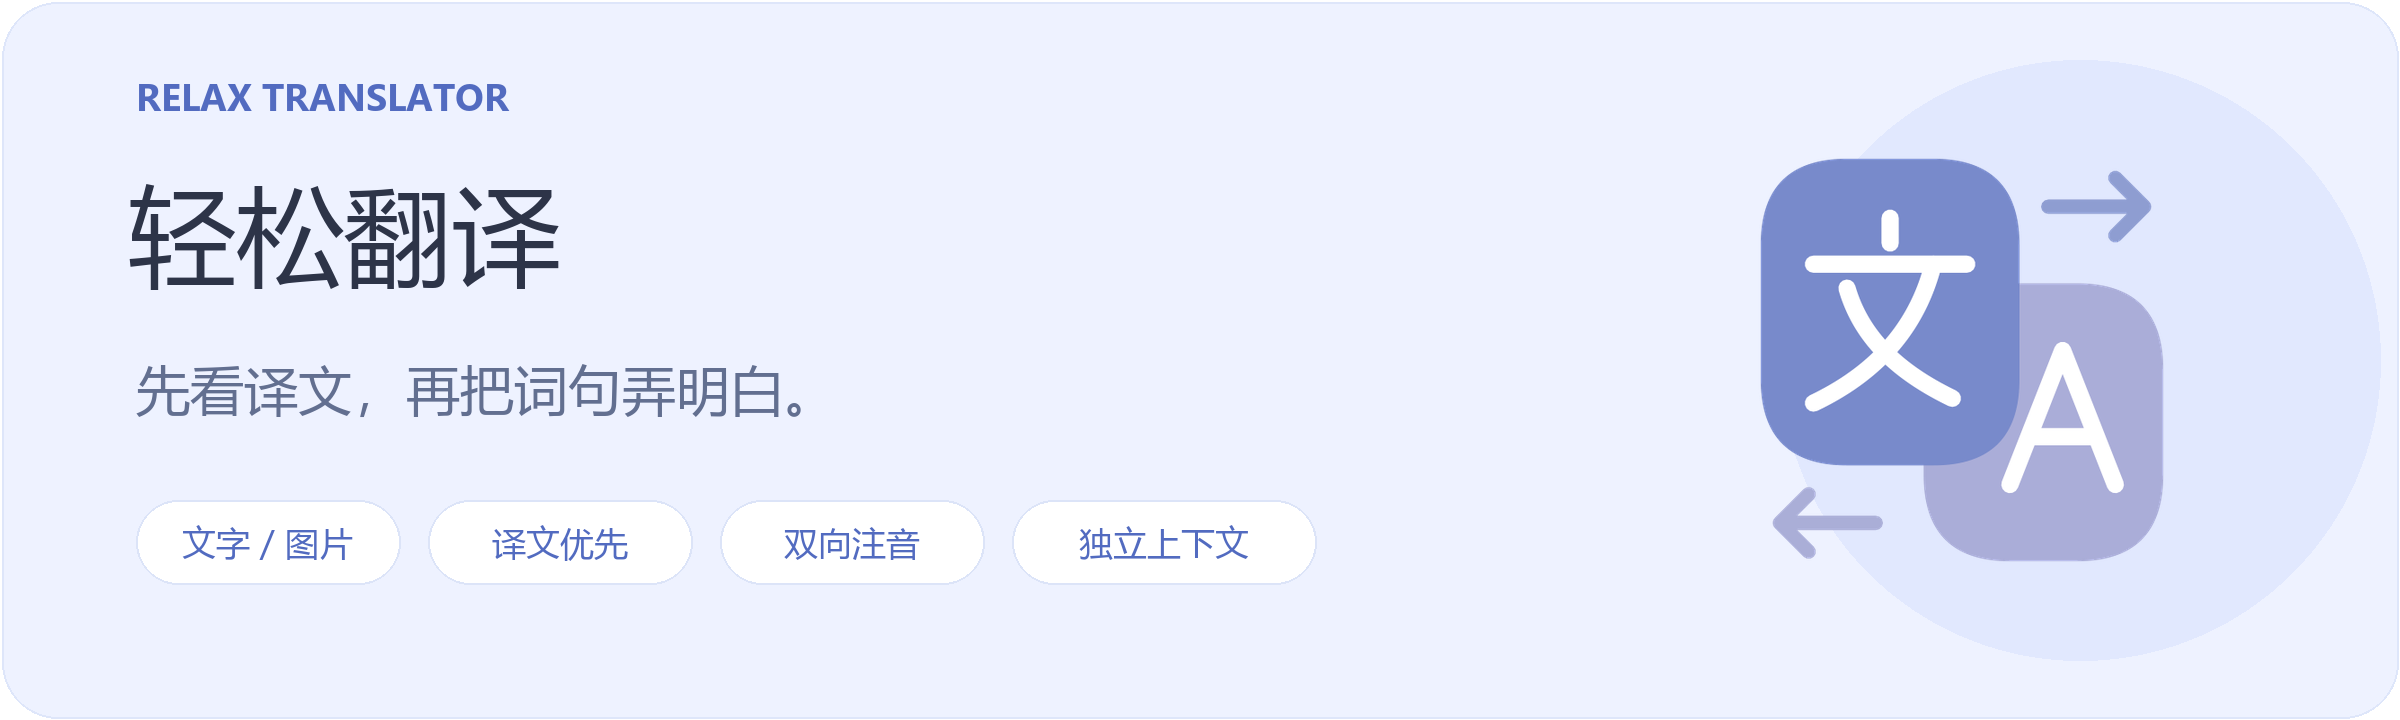 RELAX TRANSLATOR
轻松翻译
先看译文，再把词句弄明白。
文字 / 图片
译文优先
双向注音
独立上下文
文
A